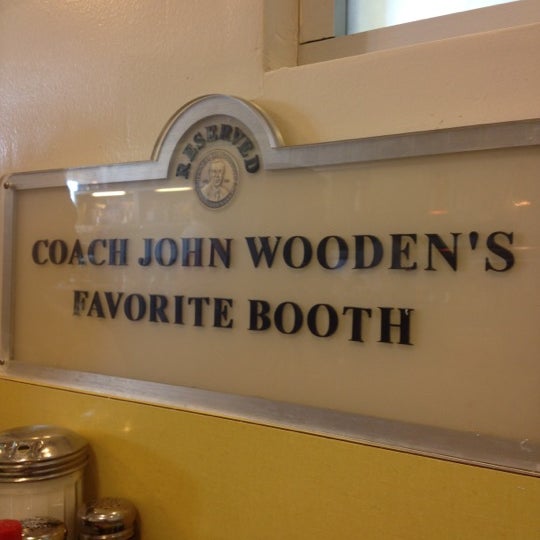 RESERVED
COACH JOHN WOODEN'S
FAVORITE BOOTH